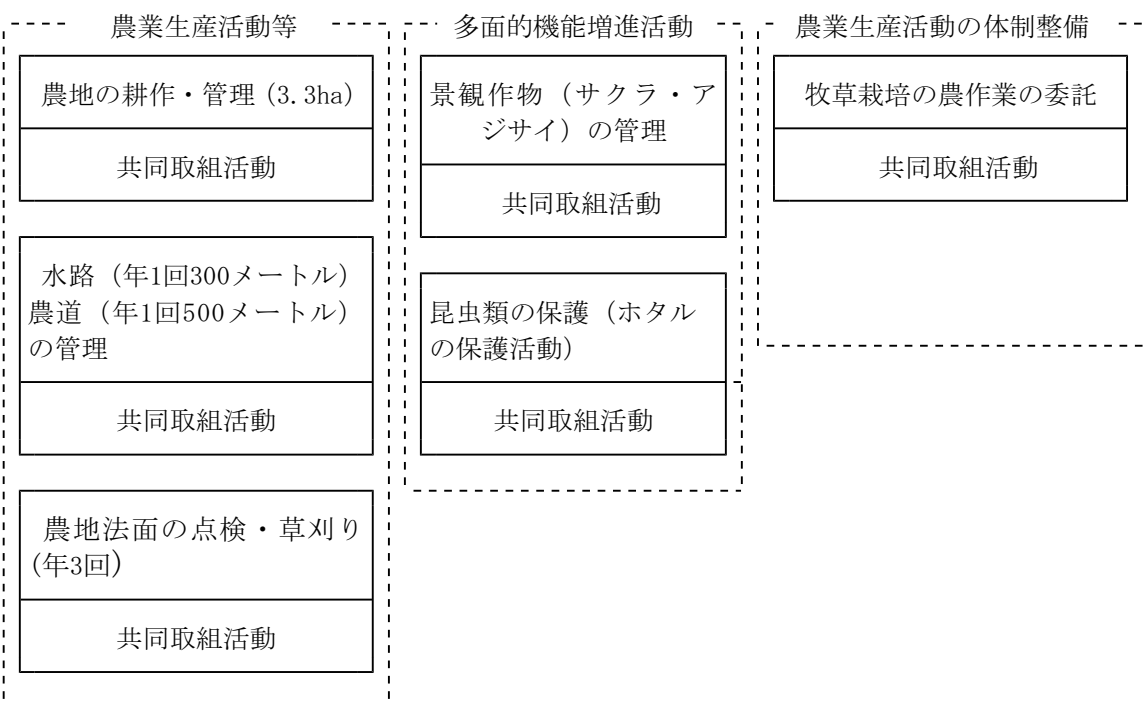 農業生産活動等
農地の耕作・管理(3.3ha)
共同取組活動
水路（年1回300メートル）
農道（年1回500メートル）
の管理
共同取組活動
農地法面の点検・草刈り
(年3回)
共同取組活動
多面的機能増進活動
景観作物（サクラ・ア
ジサイ）の管理
共同取組活動
昆虫類の保護（ホタル
の保護活動）
共同取組活動
農業生産活動の体制整備
牧草栽培の農作業の委託
共同取組活動